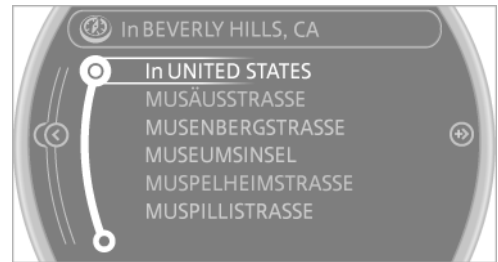 In BEVERLY HILLS, CA
In UNITED STATES
MUSÄUSSTRASSE
MUSENBERGSTRASSE
MUSEUMSINSEL
MUSPELHEIMSTRASSE
MUSPILLISTRASSE